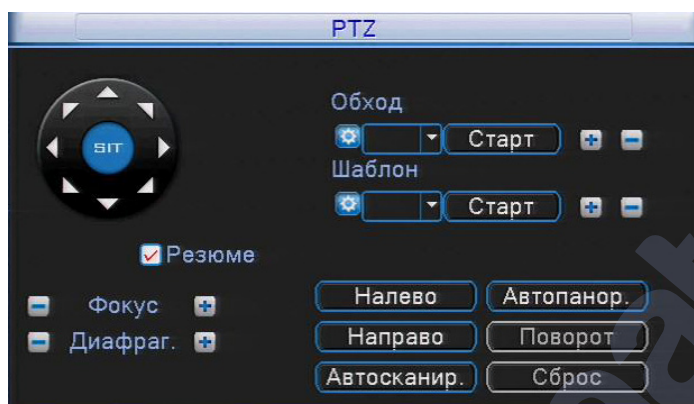 PTZ
Обход
SIT
Старт
Шаблон
Старт
Резюме
Фокус
Диафраг.
Налево
Автопанор.
Направо
Поворот
Автосканир.
Сброс